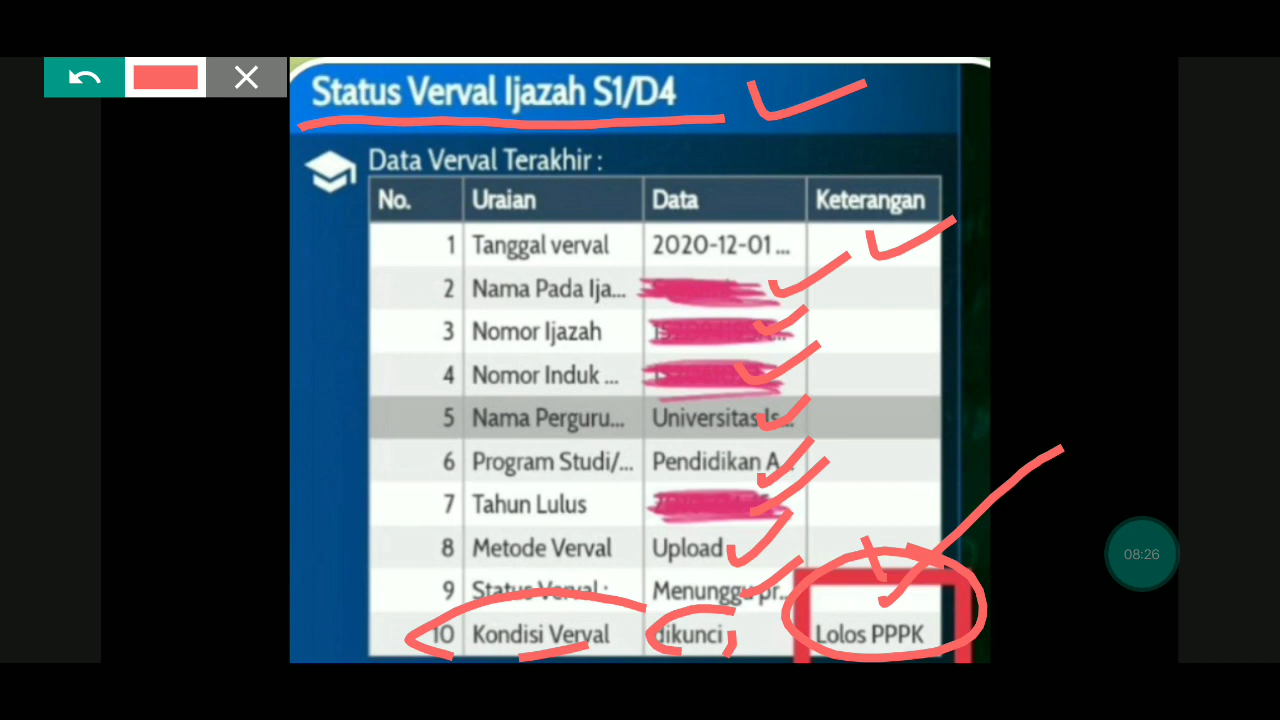 Status Verval Ijazah S1/D4
Data Verval Terakhir :
No. Uraian Data Keterangan
1 Tanggal verval 2020-12-01 ...
2 Nama Pada Ija...
3 Nomor Ijazah
4 Nomor Induk ...
5 Nama Perguru... Universitas Is...
6 Program Studi/... Pendidikan A...
7 Tahun Lulus
8 Metode Verval Upload
9 Status Verval : Menunggu pr...
10 Kondisi Verval dikunci Lolos PPPK
08:26